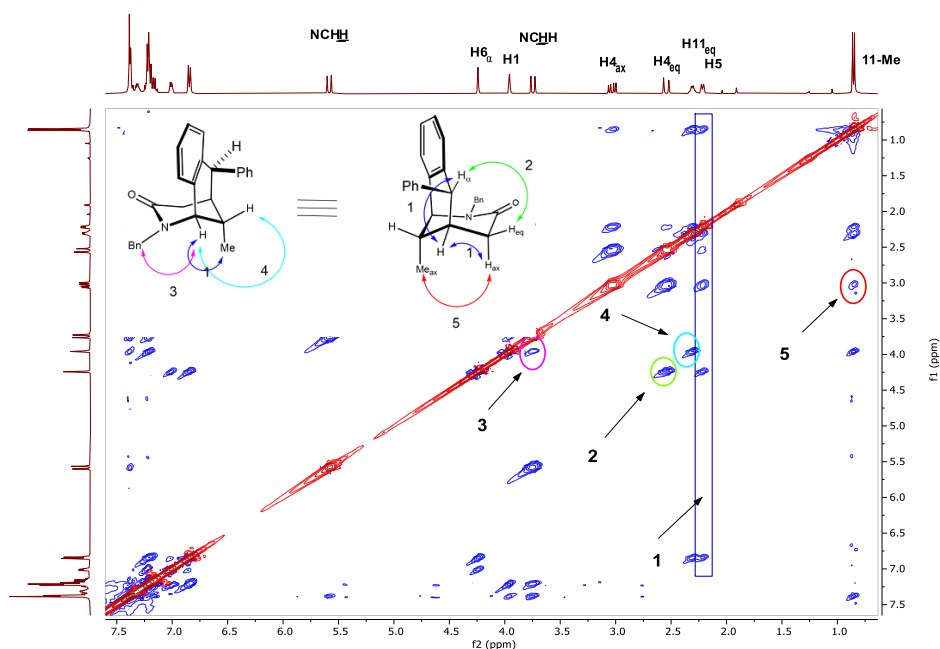 NCHH
H6α
H1
NCHH
H4ax
H4eq
H11eq
H5
11-Me
H
Ph
O
N
H
H
Me
Bn
1
3
4
2
Hα
Ph
Bn
1
N
O
H
Heq
1
H
Meax
Hax
5
4
5
3
2
1
1.0
1.5
2.0
2.5
3.0
3.5
4.0
4.5
5.0
5.5
6.0
6.5
7.0
7.5
f1 (ppm)
7.5 7.0 6.5 6.0 5.5 5.0 4.5 4.0 3.5 3.0 2.5 2.0 1.5 1.0
f2 (ppm)